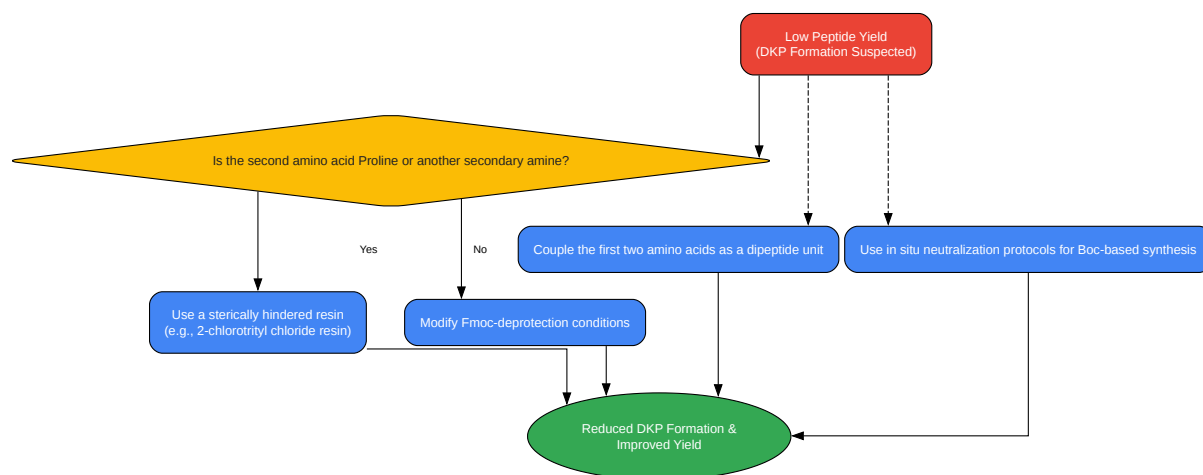 Low Peptide Yield
(DKP Formation Suspected)
Is the second amino acid Proline or another secondary amine?
Yes
No
Couple the first two amino acids as a dipeptide unit
Use in situ neutralization protocols for Boc-based synthesis
Use a sterically hindered resin
(e.g., 2-chlorotrityl chloride resin)
Modify Fmoc-deprotection conditions
Reduced DKP Formation &
Improved Yield